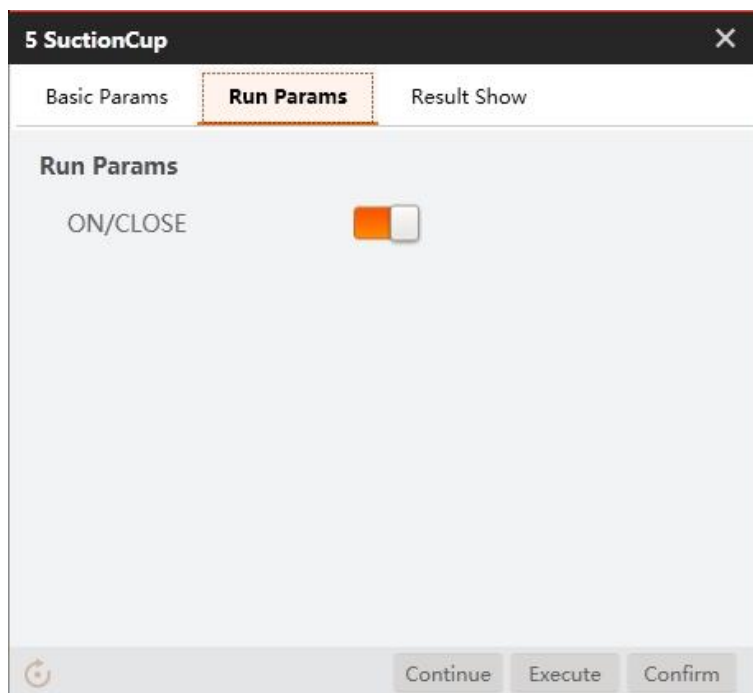 5 SuctionCup
Basic Params Run Params Result Show
Run Params
ON/CLOSE
Continue Execute Confirm